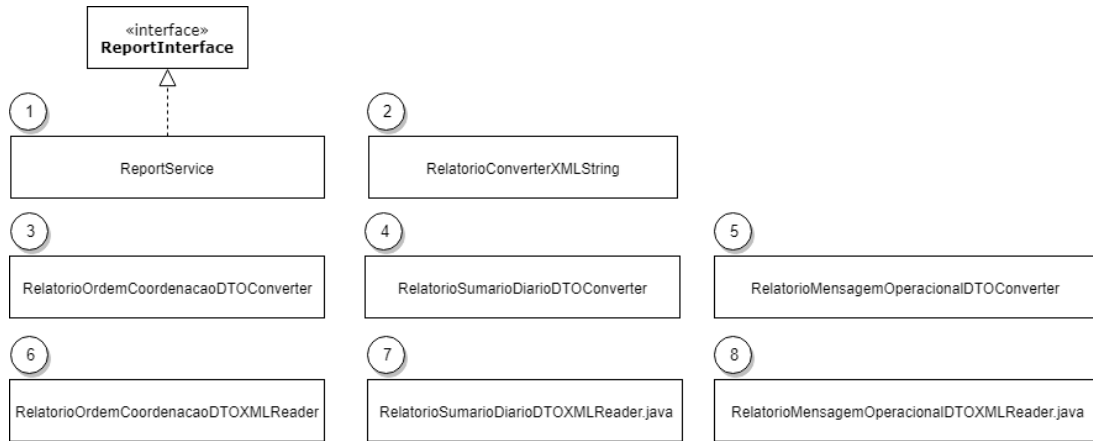 «interface»
ReportInterface
1
2
ReportService
RelatorioConverterXMLString
3
4
5
RelatorioOrdemCoordenacaoDTOConverter
RelatorioSumarioDiarioDTOConverter
RelatorioMensagemOperacionalDTOConverter
6
7
8
RelatorioOrdemCoordenacaoDTOXMLReader
RelatorioSumarioDiarioDTOXMLReader.java
RelatorioMensagemOperacionalDTOXMLReader.java